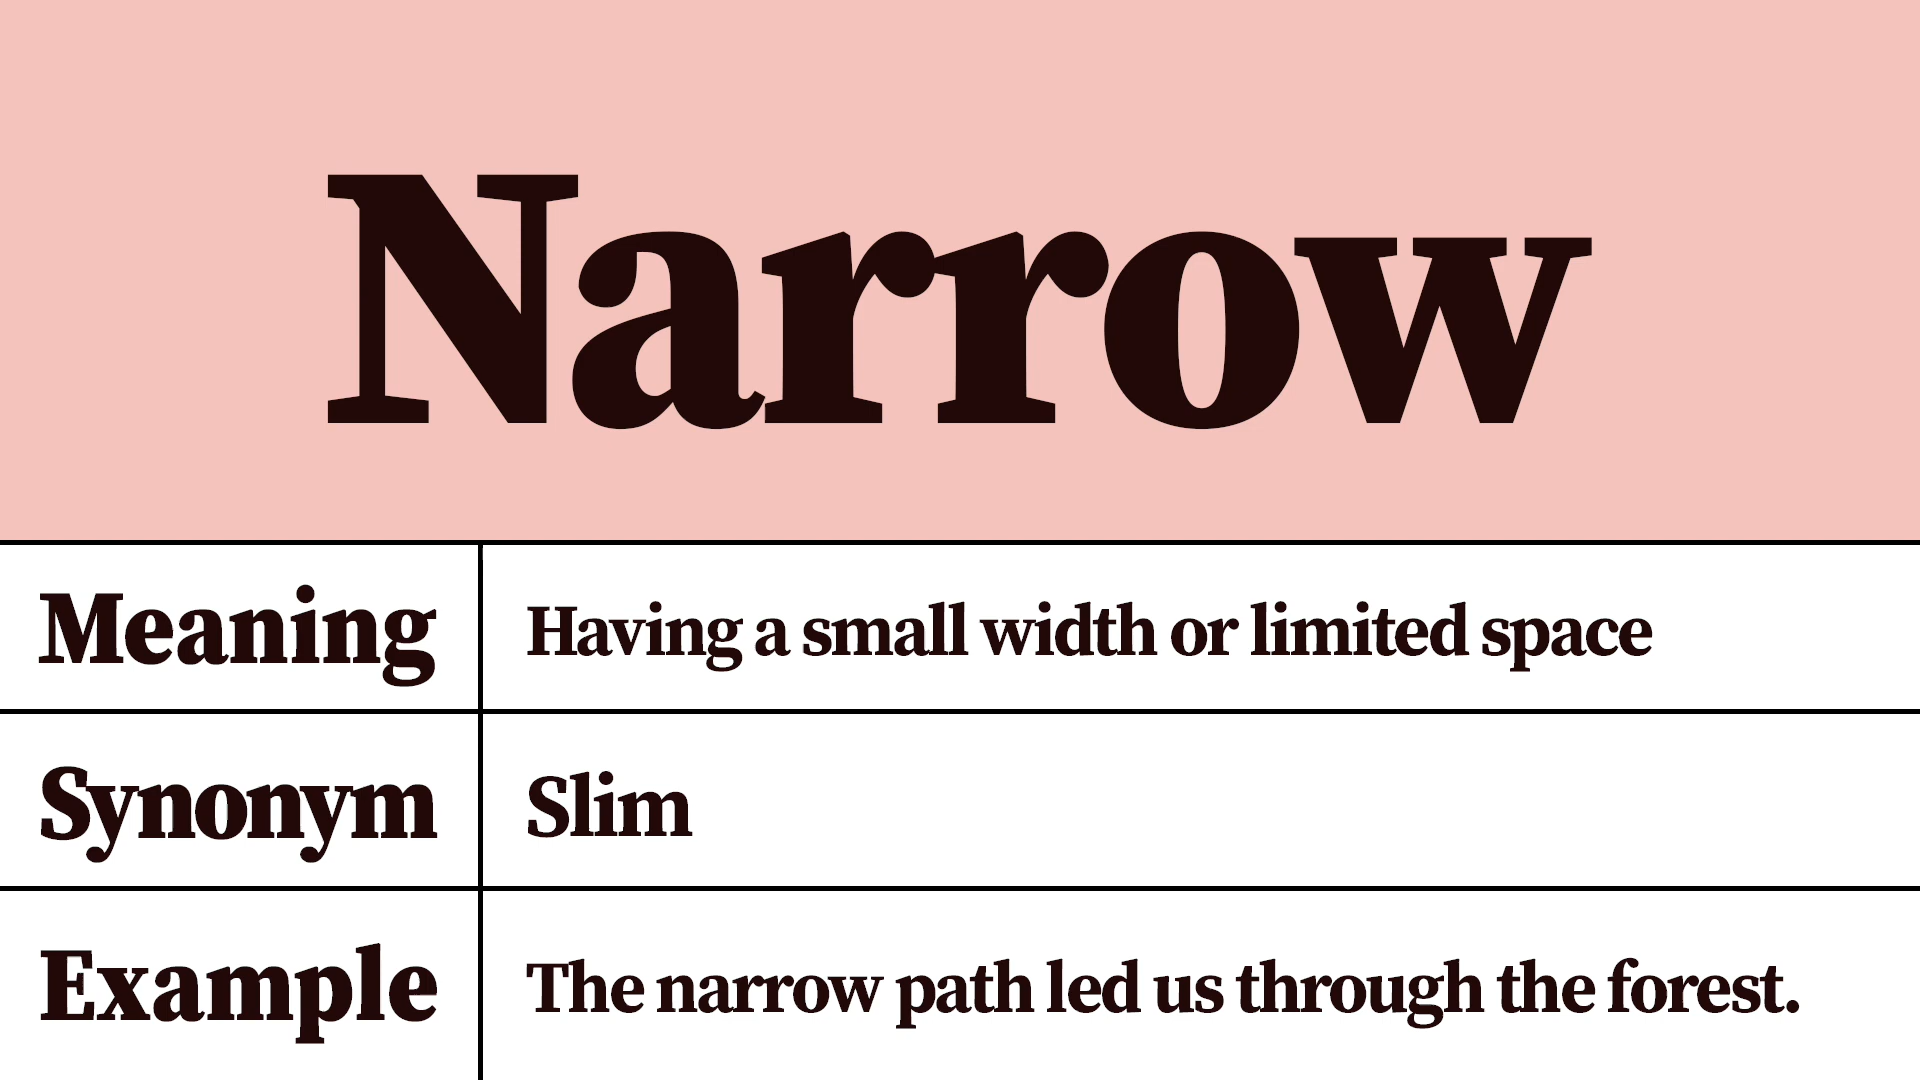 Narrow
Meaning
Having a small width or limited space
Synonym
Slim
Example
The narrow path led us through the forest.